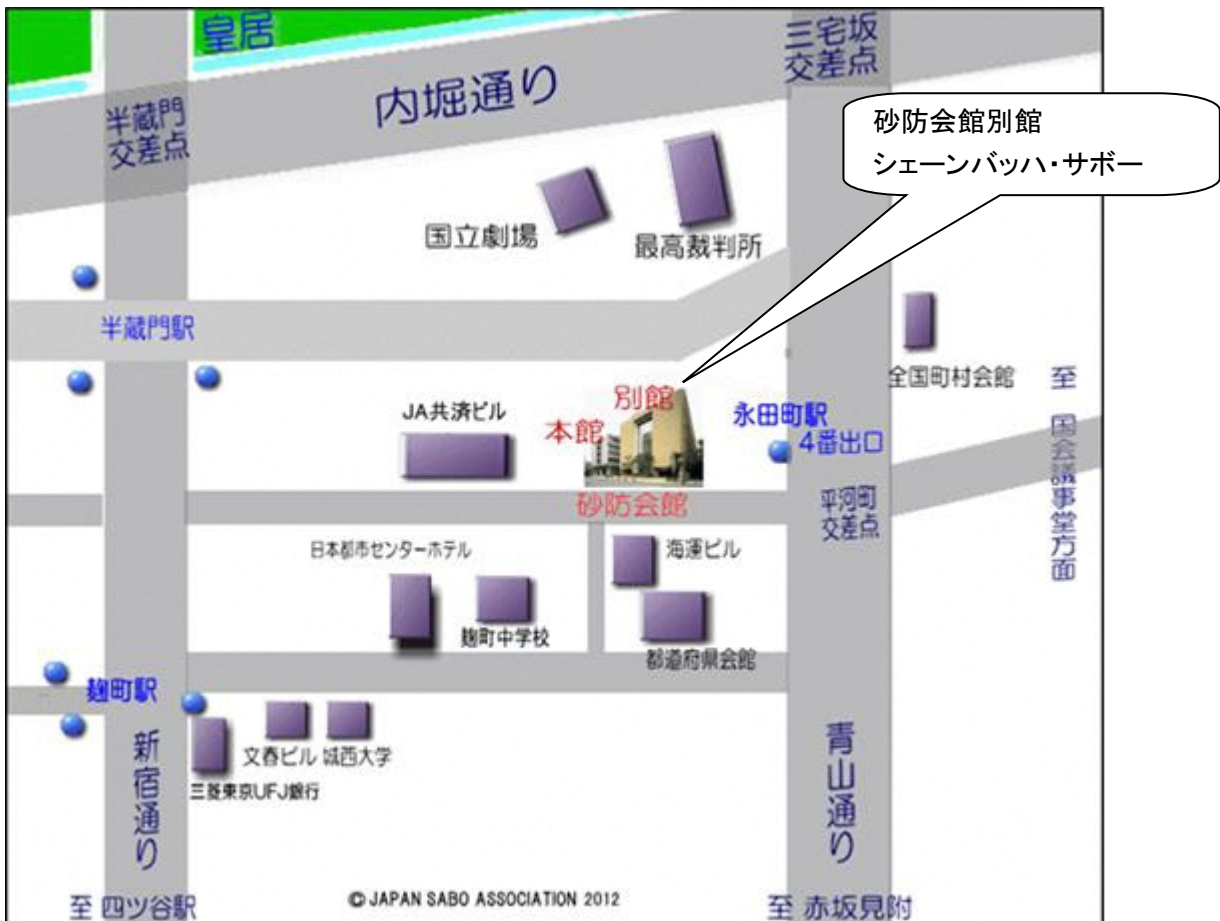 皇居
三宅坂
交差点
内堀通り
半蔵門
交差点
砂防会館別館
シェーンバッハ・サボー
国立劇場
最高裁判所
半蔵門駅
全国町村会館
至 国会議事堂方面
JA共済ビル
別館
本館
永田町駅
4番出口
砂防会館
平河町
交差点
日本都市センターホテル
海運ビル
麹町中学校
都道府県会館
麹町駅
文春ビル
城西大学
三菱東京UFJ銀行
新宿通り
青山通り
至 四ツ谷駅
© JAPAN SABO ASSOCIATION 2012
至 赤坂見附